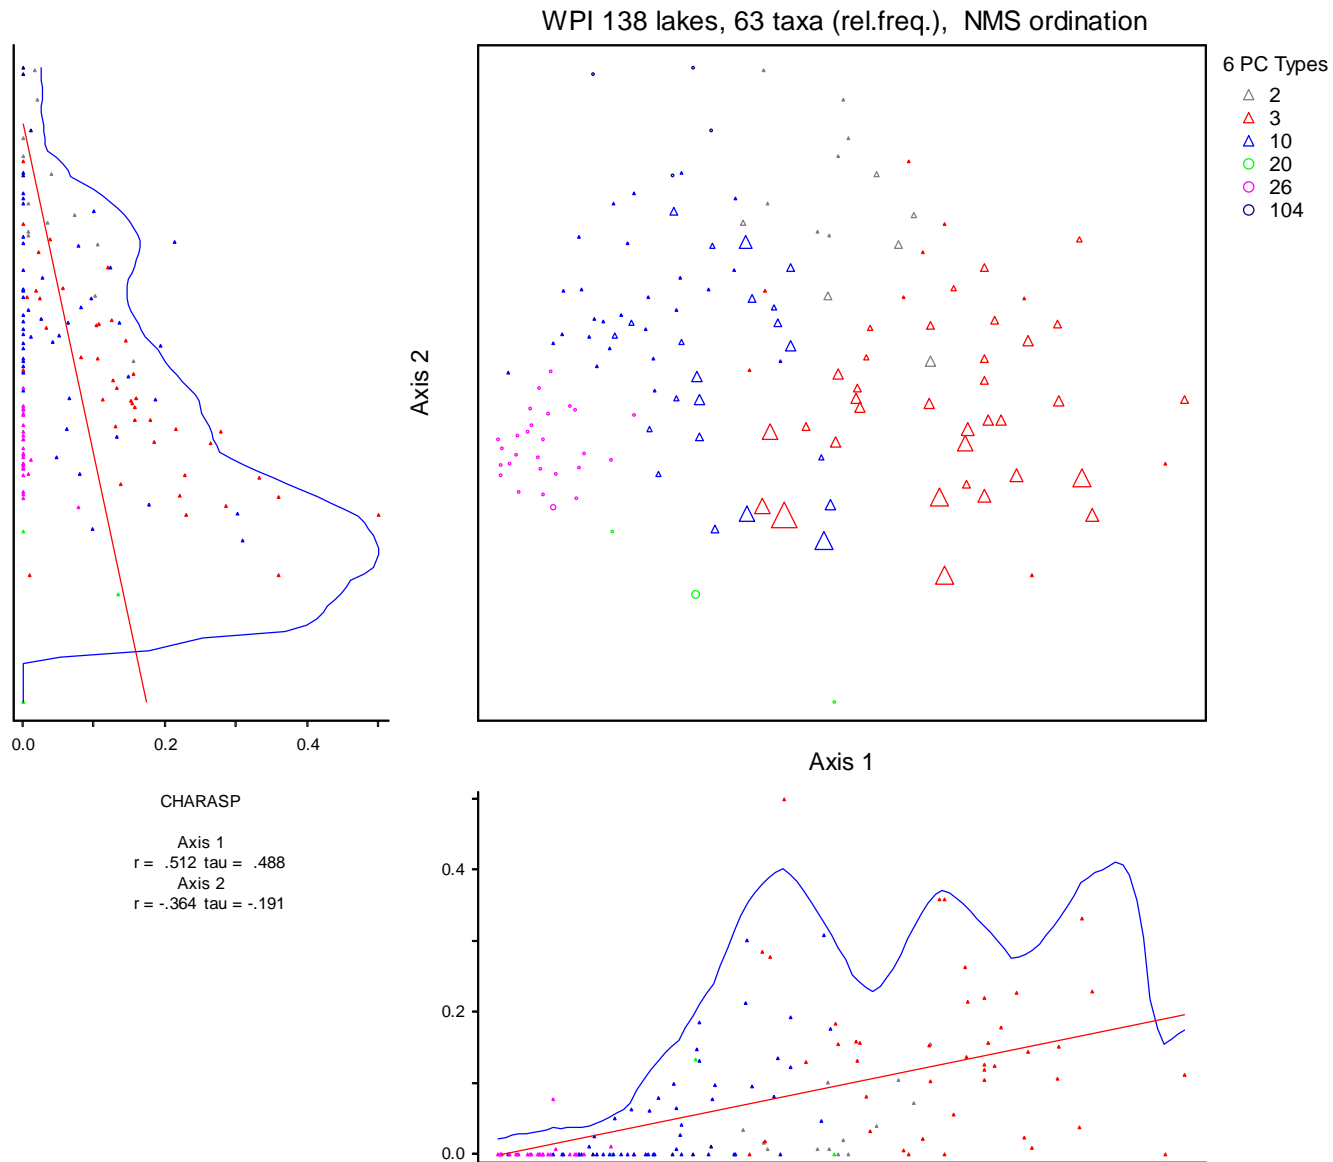 WPI 138 lakes, 63 taxa (rel.freq.), NMS ordination
6 PC Types
2
3
10
20
26
104
Axis 2
0.0 0.2 0.4
Axis 1
CHARASP
Axis 1
r = .512 tau = .488
Axis 2
r = -.364 tau = -.191
0.4
0.2
0.0